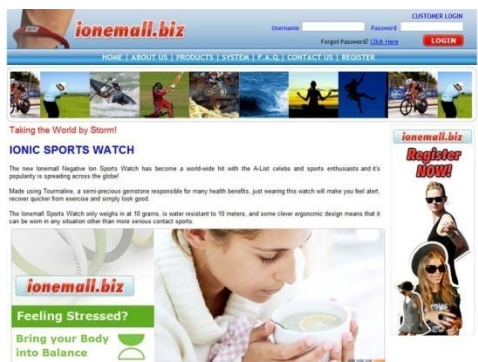 ionemall.biz
CUSTOMER LOGIN
Username
Password
Forgot Password? Click Here
LOGIN
HOME | ABOUT US | PRODUCTS | SYSTEM | F.A.Q. | CONTACT US | REGISTER
Taking the World by Storm!
IONIC SPORTS WATCH
The new Ionemall Negative Ion Sports Watch has become a world-wide hit with the A-List celebs and sports enthusiasts and it's
popularity is spreading across the globe!
Made using Tourmaline, a semi-precious gemstone responsible for many health benefits, just wearing this watch will make you feel alert,
recover quicker from exercise and simply look good.
The Ionemall Sports Watch only weighs in at 10 grams, is water resistant to 10 meters, and some clever ergonomic design means that it
can be worn in any situation other than more serious contact sports.
ionemall.biz
Register
NOW!
ionemall.biz
Feeling Stressed?
Bring your Body
into Balance